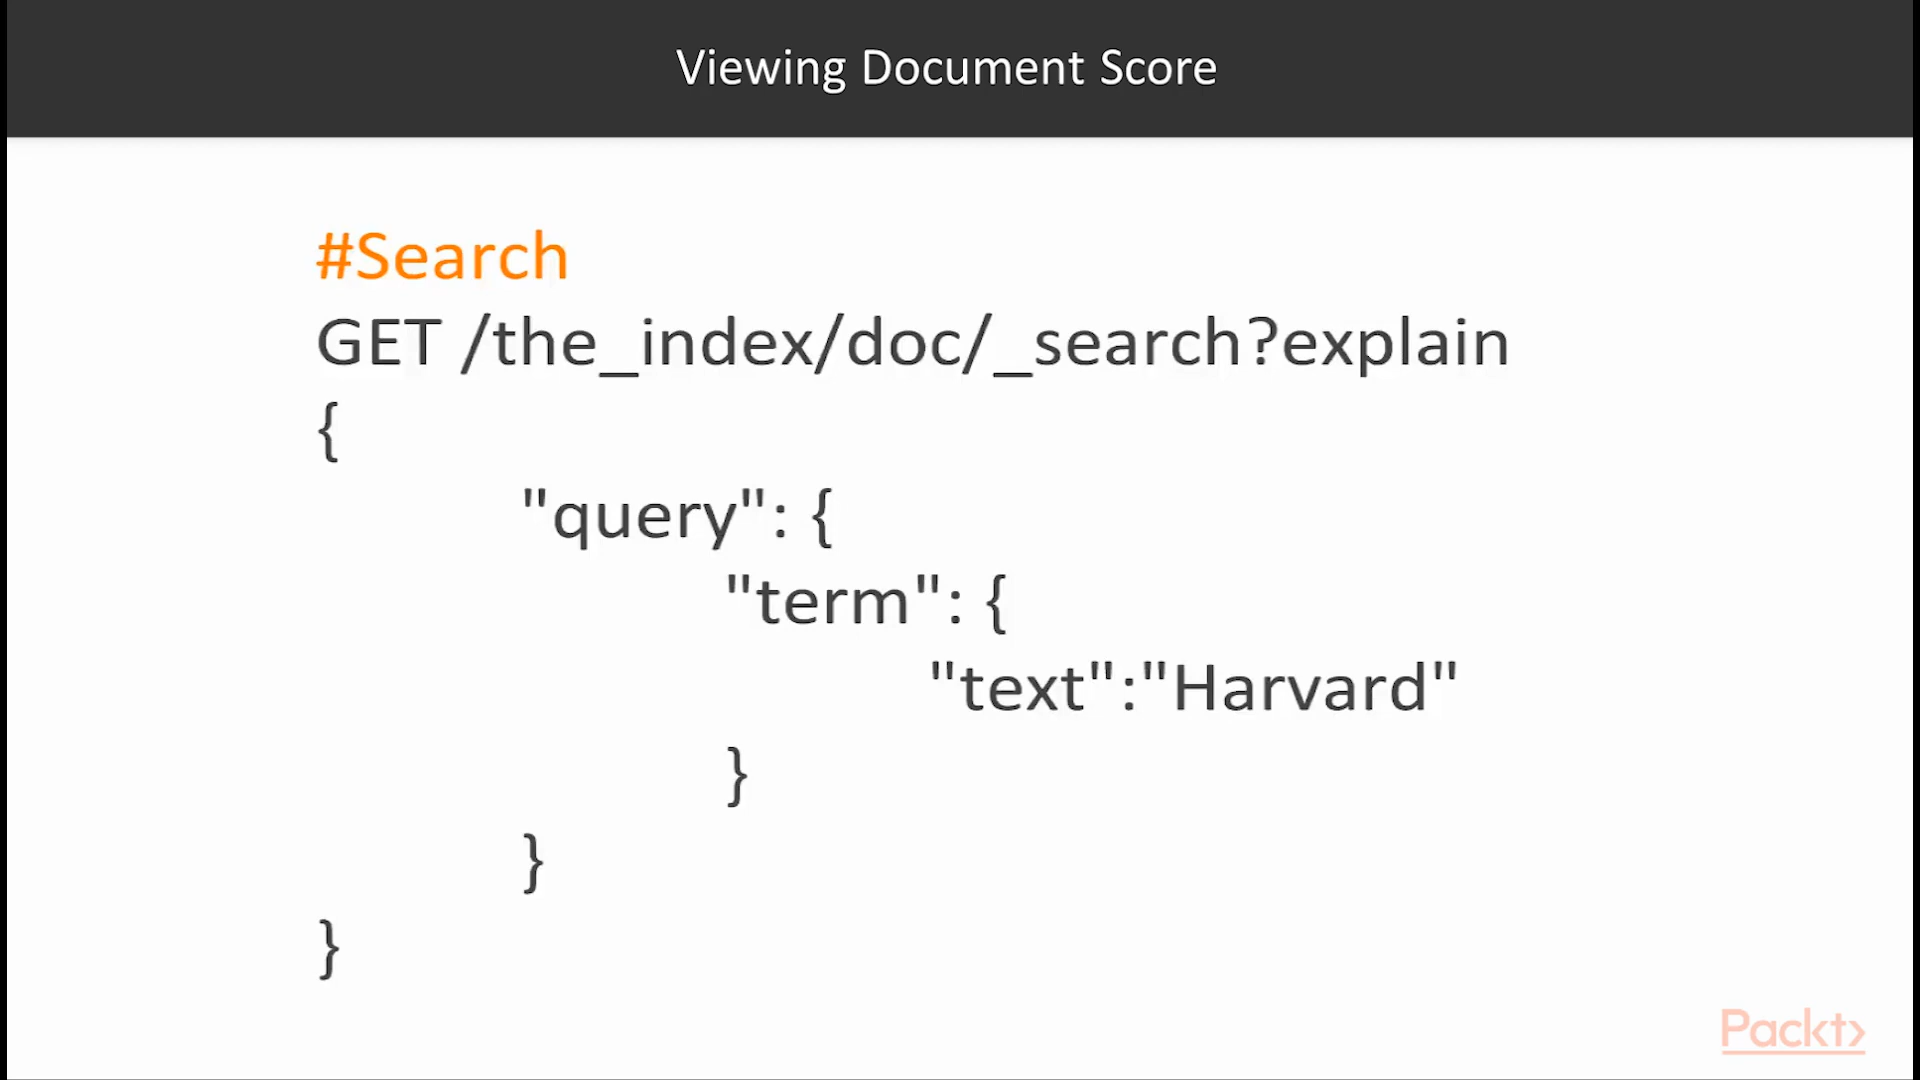 Viewing Document Score
#Search
GET /the_index/doc/_search?explain
{
"query": {
"term": {
"text":"Harvard"
}
}
}
Packt>